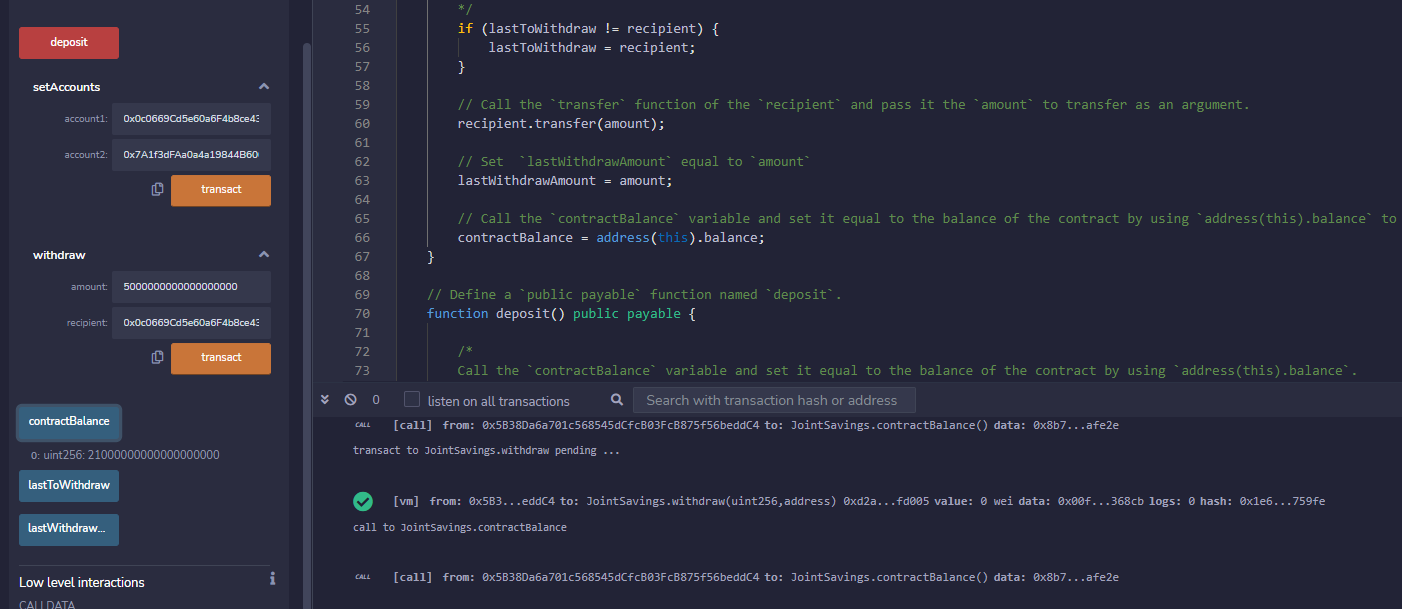 deposit
setAccounts
account1: 0x0c0669Cd5e60a6F4b8ce43
account2: 0x7A1f3dFAa0a4a19844B60
transact
withdraw
amount: 5000000000000000000
recipient: 0x0c0669Cd5e60a6F4b8ce43
transact
contractBalance
0: uint256: 21000000000000000000
lastToWithdraw
lastWithdraw...
Low level interactions
CALLDATA
54 */
55 if (lastToWithdraw != recipient) {
56 lastToWithdraw = recipient;
57 }
58
59 // Call the `transfer` function of the `recipient` and pass it the `amount` to transfer as an argument.
60 recipient.transfer(amount);
61
62 // Set  `lastWithdrawAmount` equal to `amount`
63 lastWithdrawAmount = amount;
64
65 // Call the `contractBalance` variable and set it equal to the balance of the contract by using `address(this).balance` to
66 contractBalance = address(this).balance;
67 }
68
69 // Define a `public payable` function named `deposit`.
70 function deposit() public payable {
71
72 /*
73 Call the `contractBalance` variable and set it equal to the balance of the contract by using `address(this).balance`.
0 listen on all transactions Search with transaction hash or address
CALL [call] from: 0x5B38Da6a701c568545dCfcB03FcB875f56beddC4 to: JointSavings.contractBalance() data: 0x8b7...afe2e
transact to JointSavings.withdraw pending ...
[vm] from: 0x5B3...eddC4 to: JointSavings.withdraw(uint256,address) 0xd2a...fd005 value: 0 wei data: 0x00f...368cb logs: 0 hash: 0x1e6...759fe
call to JointSavings.contractBalance
CALL [call] from: 0x5B38Da6a701c568545dCfcB03FcB875f56beddC4 to: JointSavings.contractBalance() data: 0x8b7...afe2e